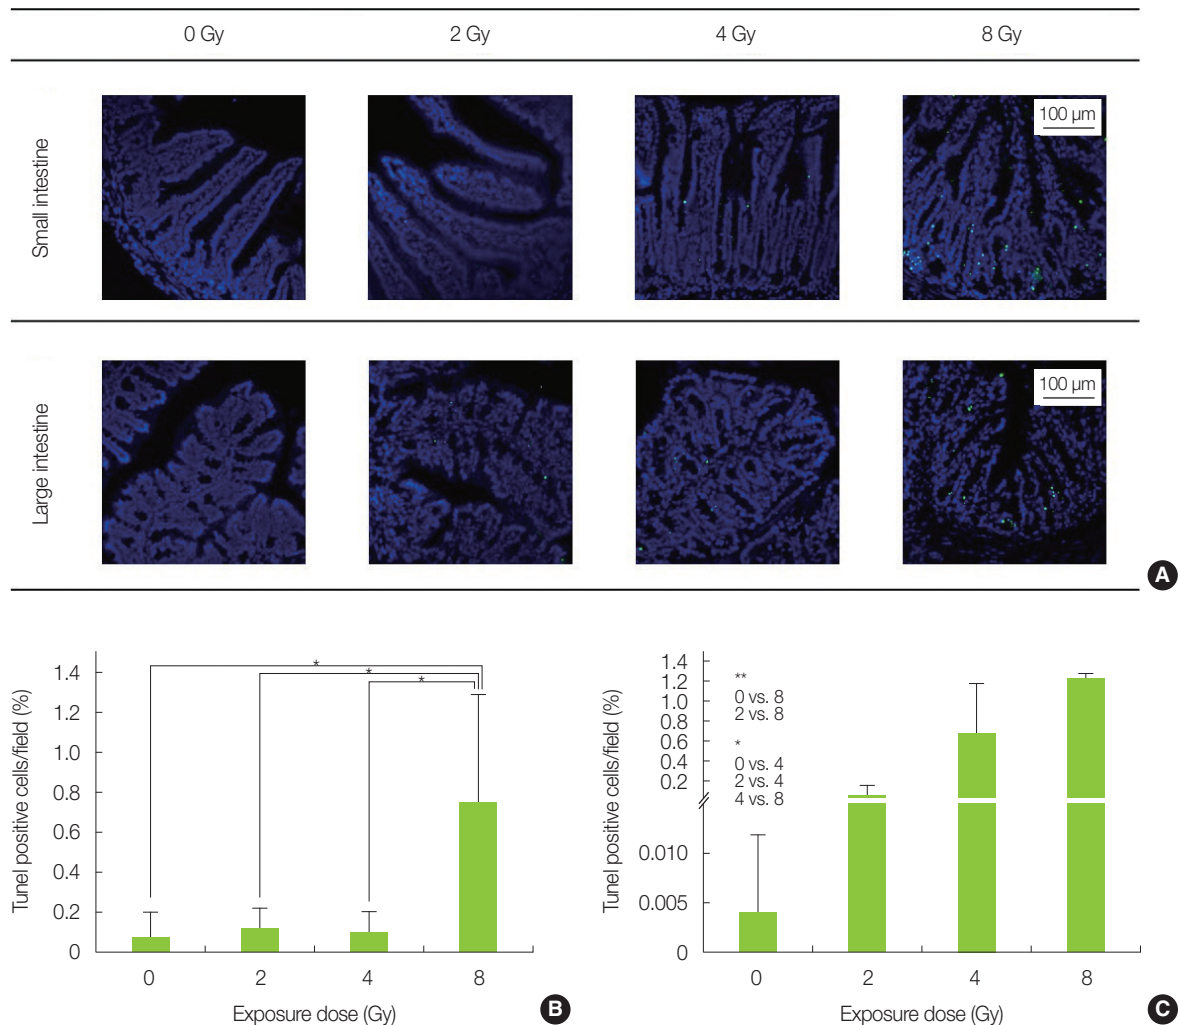 0 Gy
2 Gy
4 Gy
8 Gy
Small intestine
100 µm
Large intestine
100 µm
A
Tunel positive cells/field (%)
1.4
1.2
1.0
0.8
0.6
0.4
0.2
0
*
*
*
0
2
4
8
Exposure dose (Gy)
B
Tunel positive cells/field (%)
1.4
1.2
1.0
0.8
0.6
0.4
0.2
0.010
0.005
0
**
0 vs. 8
2 vs. 8
*
0 vs. 4
2 vs. 4
4 vs. 8
0
2
4
8
Exposure dose (Gy)
C